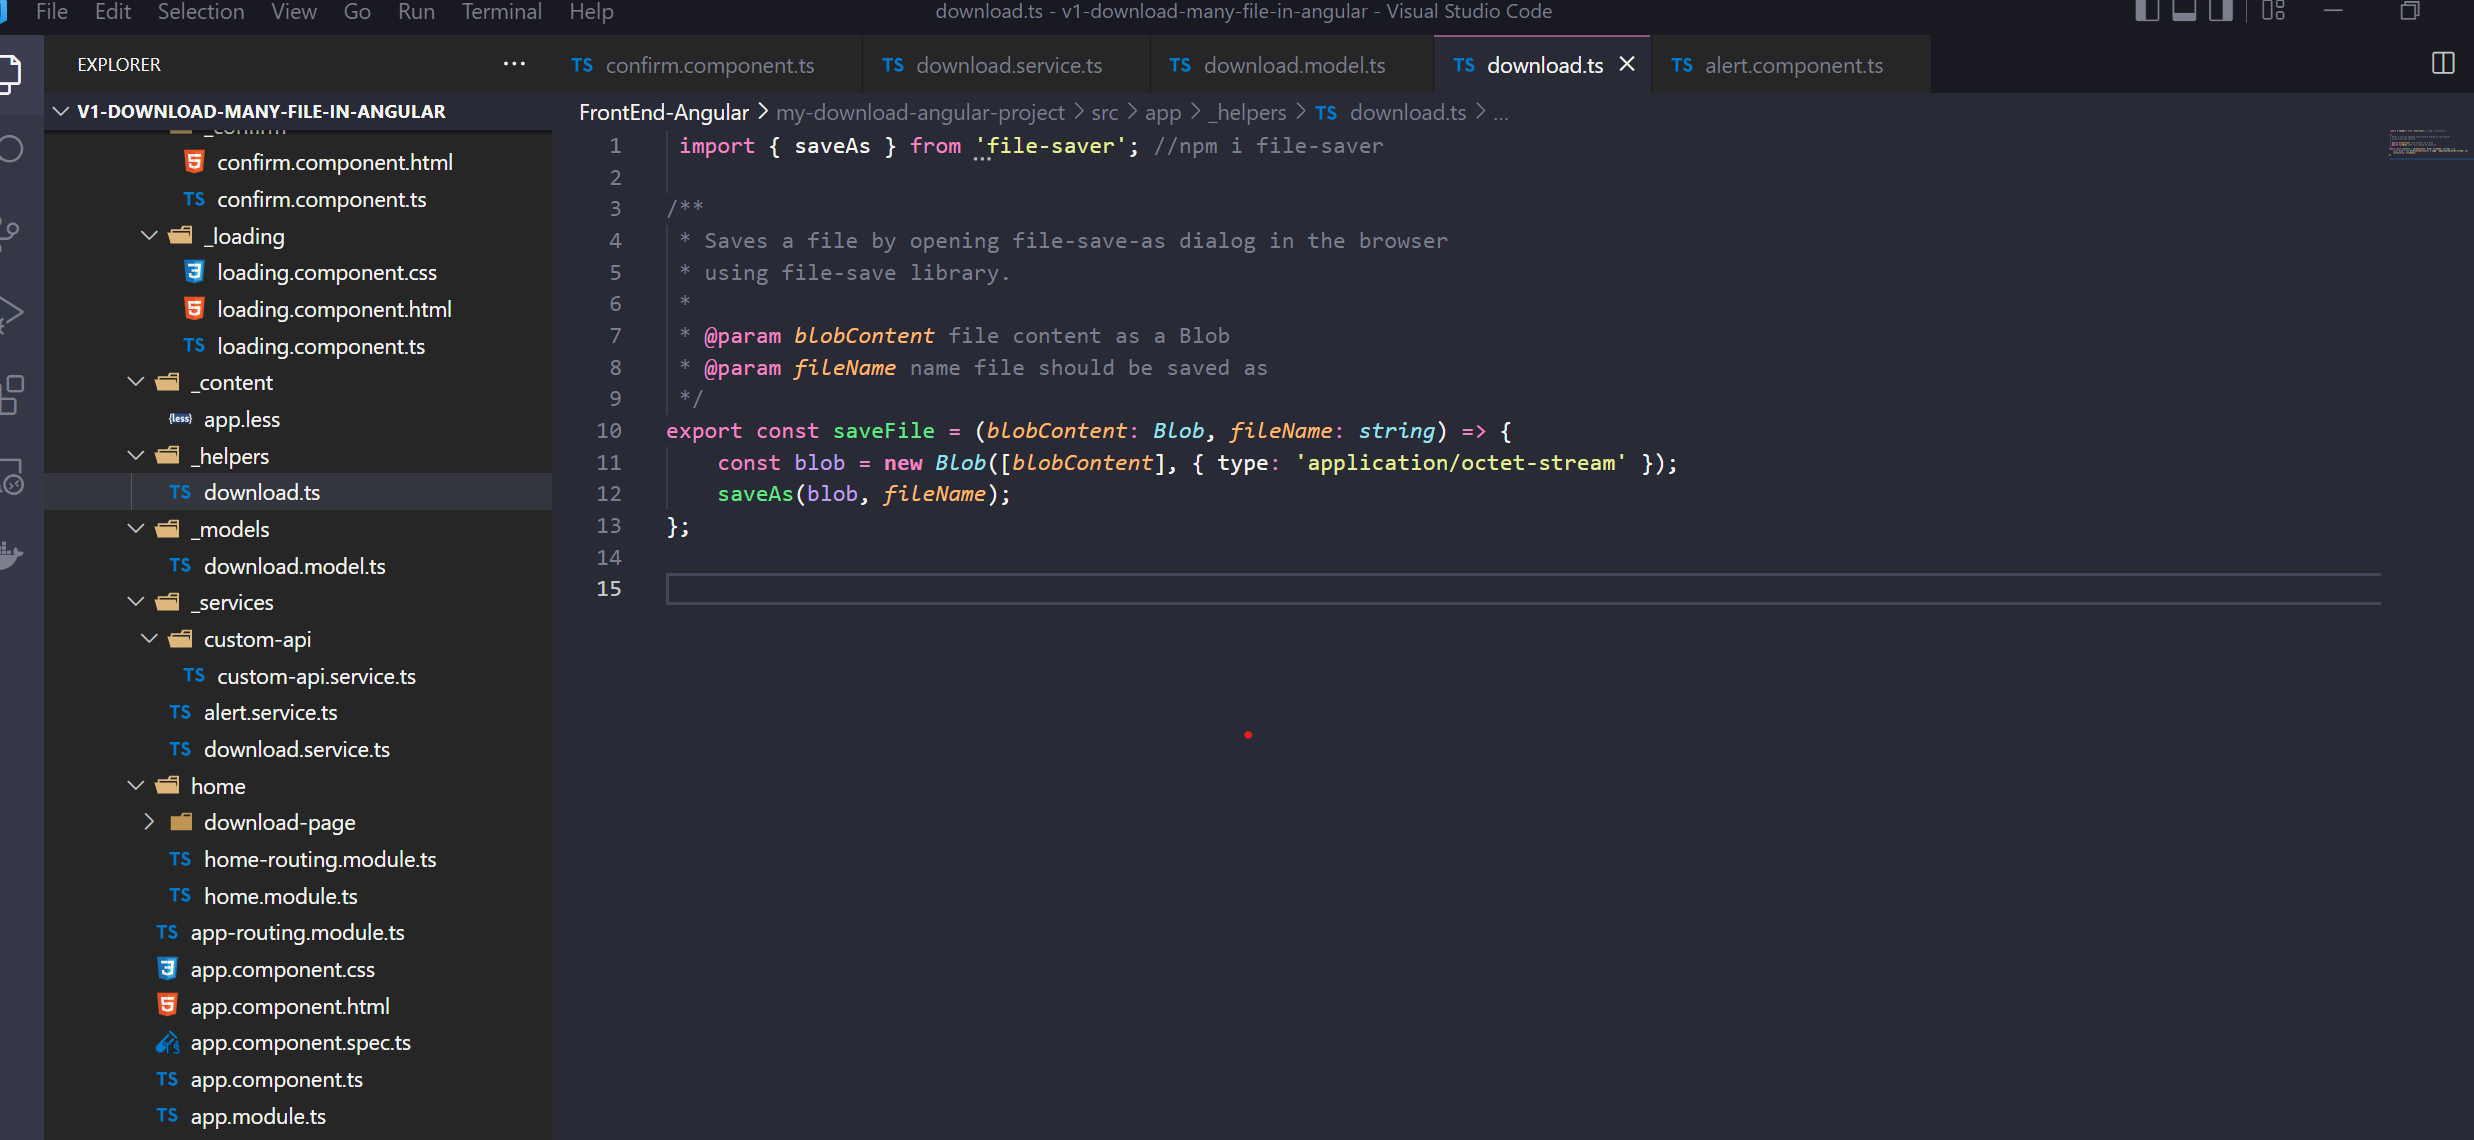 File Edit Selection View Go Run Terminal Help
download.ts - v1-download-many-file-in-angular - Visual Studio Code
EXPLORER
V1-DOWNLOAD-MANY-FILE-IN-ANGULAR
_confirm
confirm.component.html
TS confirm.component.ts
_loading
loading.component.css
loading.component.html
TS loading.component.ts
_content
{less} app.less
_helpers
TS download.ts
_models
TS download.model.ts
_services
custom-api
TS custom-api.service.ts
TS alert.service.ts
TS download.service.ts
home
download-page
TS home-routing.module.ts
TS home.module.ts
TS app-routing.module.ts
app.component.css
app.component.html
app.component.spec.ts
TS app.component.ts
TS app.module.ts
TS confirm.component.ts TS download.service.ts TS download.model.ts TS download.ts TS alert.component.ts
FrontEnd-Angular > my-download-angular-project > src > app > _helpers > TS download.ts > ...
1 import { saveAs } from 'file-saver'; //npm i file-saver
2
3 /**
4 * Saves a file by opening file-save-as dialog in the browser
5 * using file-save library.
6 *
7 * @param blobContent file content as a Blob
8 * @param fileName name file should be saved as
9 */
10 export const saveFile = (blobContent: Blob, fileName: string) => {
11 const blob = new Blob([blobContent], { type: 'application/octet-stream' });
12 saveAs(blob, fileName);
13 };
14
15